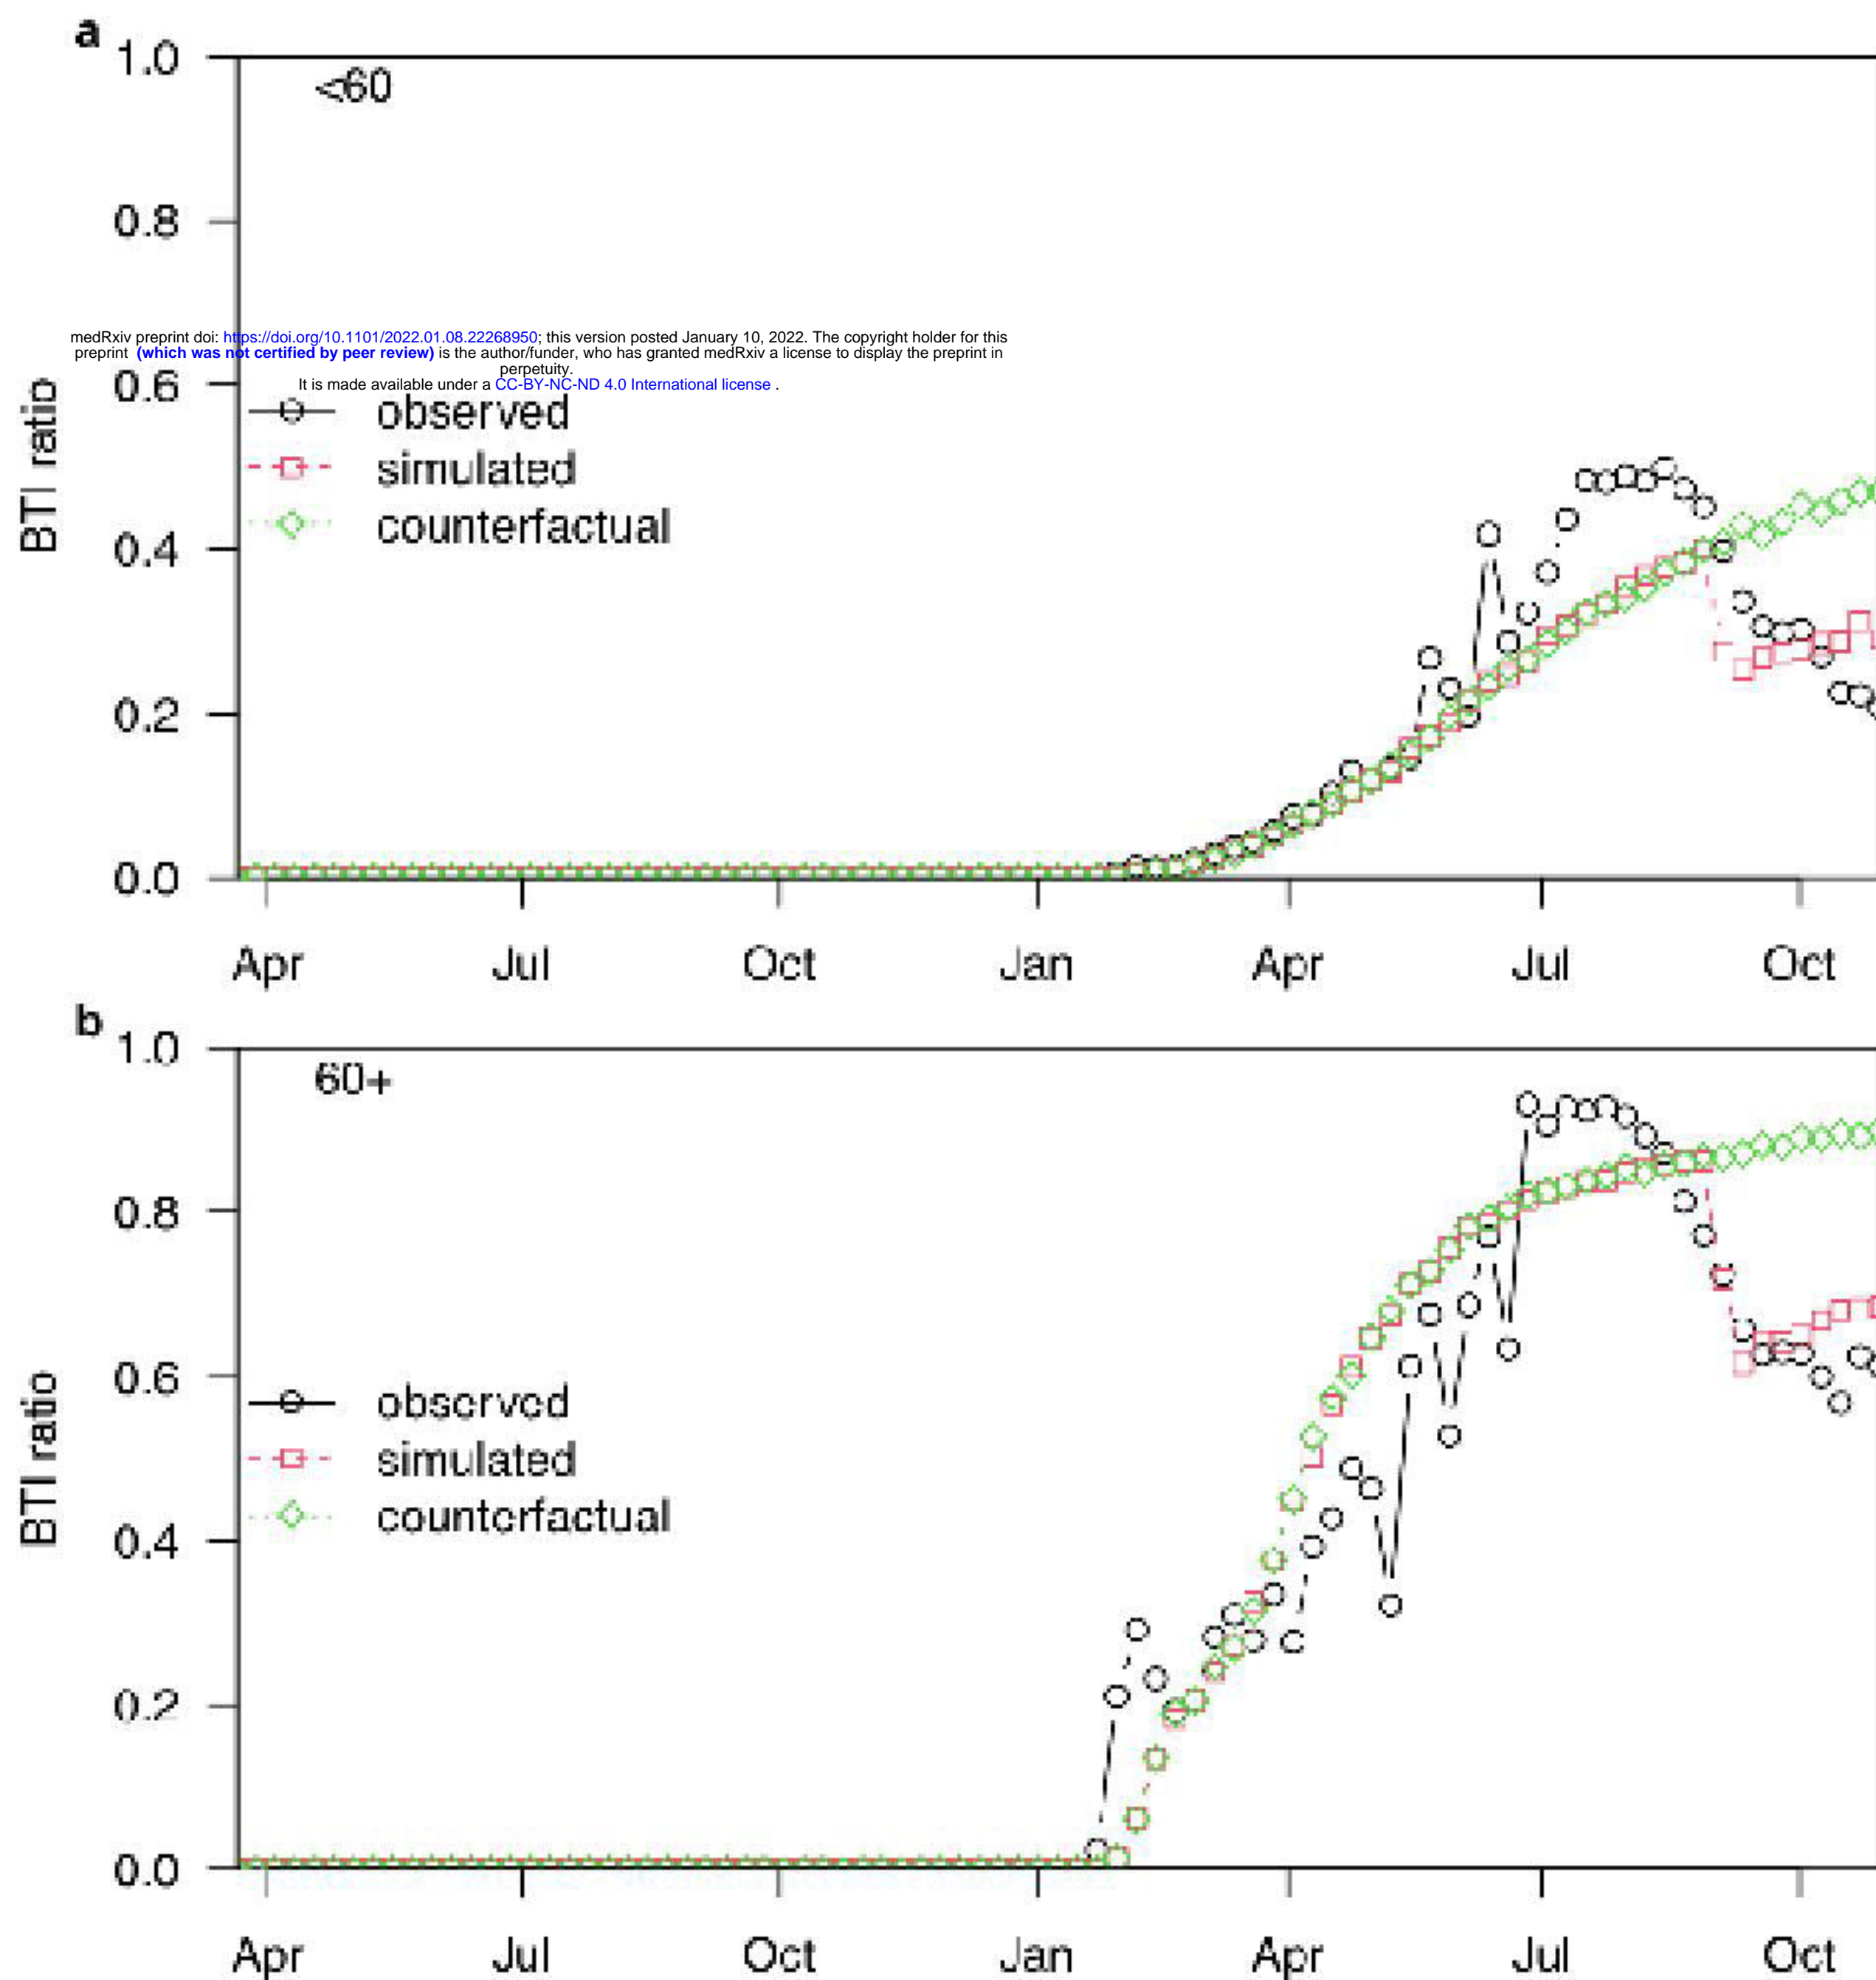 a
1.0
<60
0.8
medRxiv preprint doi: https://doi.org/10.1101/2022.01.08.22268950; this version posted January 10, 2022. The copyright holder for this
preprint (which was not certified by peer review) is the author/funder, who has granted medRxiv a license to display the preprint in
perpetuity.
It is made available under a CC-BY-NC-ND 4.0 International license .
0.6
BTI ratio
observed
simulated
counterfactual
0.4
0.2
0.0
Apr Jul Oct Jan Apr Jul Oct
b
1.0
60+
0.8
0.6
BTI ratio
observed
simulated
counterfactual
0.4
0.2
0.0
Apr Jul Oct Jan Apr Jul Oct